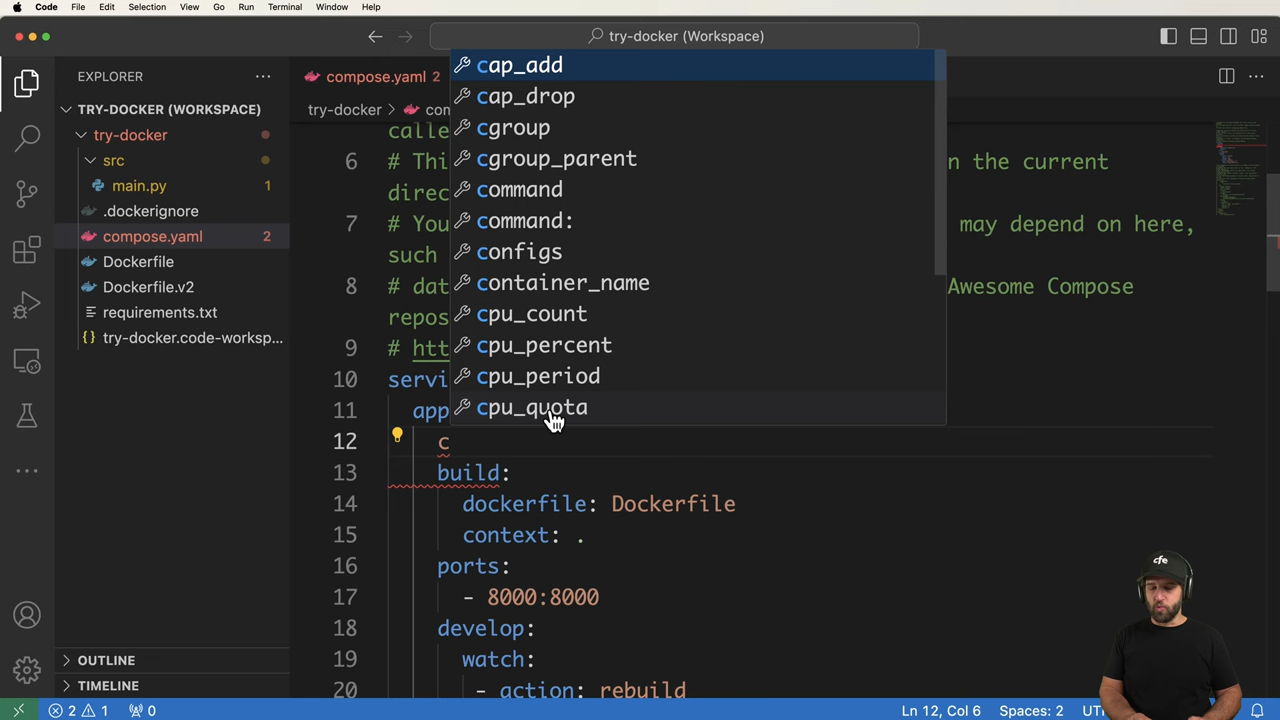 Code File Edit Selection View Go Run Terminal Window Help
try-docker (Workspace)
EXPLORER
compose.yaml 2
TRY-DOCKER (WORKSPACE)
try-docker
src
main.py 1
.dockerignore
compose.yaml 2
Dockerfile
Dockerfile.v2
requirements.txt
{} try-docker.code-worksp...
OUTLINE
TIMELINE
try-docker > com
cap_add
cap_drop
cgroup
cgroup_parent
command
command:
configs
container_name
cpu_count
cpu_percent
cpu_period
cpu_quota
calle
6 # Thi n the current
direc
7 # You may depend on here,
such
8 # dat Awesome Compose
repos
9 # htt
10 servi
11 app
12 c
13 build:
14 dockerfile: Dockerfile
15 context: .
16 ports:
17 - 8000:8000
18 develop:
19 watch:
20 - action: rebuild
cfe
2 1 0
Ln 12, Col 6 Spaces: 2 UT